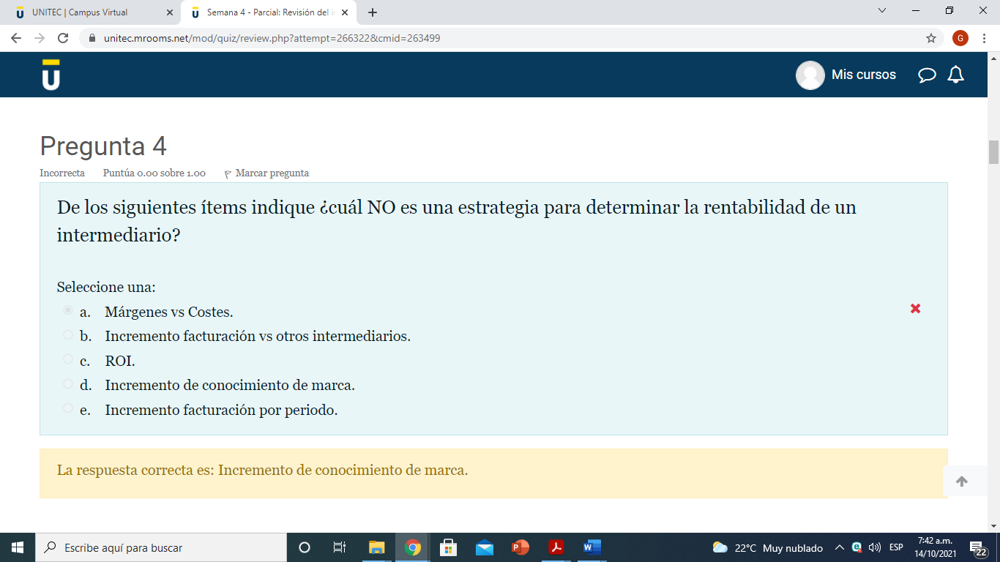 UNITEC | Campus Virtual
Semana 4 - Parcial: Revisión del i
unitec.mrooms.net/mod/quiz/review.php?attempt=266322&cmid=263499
G
U
Mis cursos
Pregunta 4
Incorrecta Puntúa 0.00 sobre 1.00 Marcar pregunta
De los siguientes ítems indique ¿cuál NO es una estrategia para determinar la rentabilidad de un
intermediario?
Seleccione una:
a. Márgenes vs Costes.
b. Incremento facturación vs otros intermediarios.
c. ROI.
d. Incremento de conocimiento de marca.
e. Incremento facturación por periodo.
La respuesta correcta es: Incremento de conocimiento de marca.
Escribe aquí para buscar
22°C Muy nublado
ESP
7:42 a.m.
14/10/2021
22